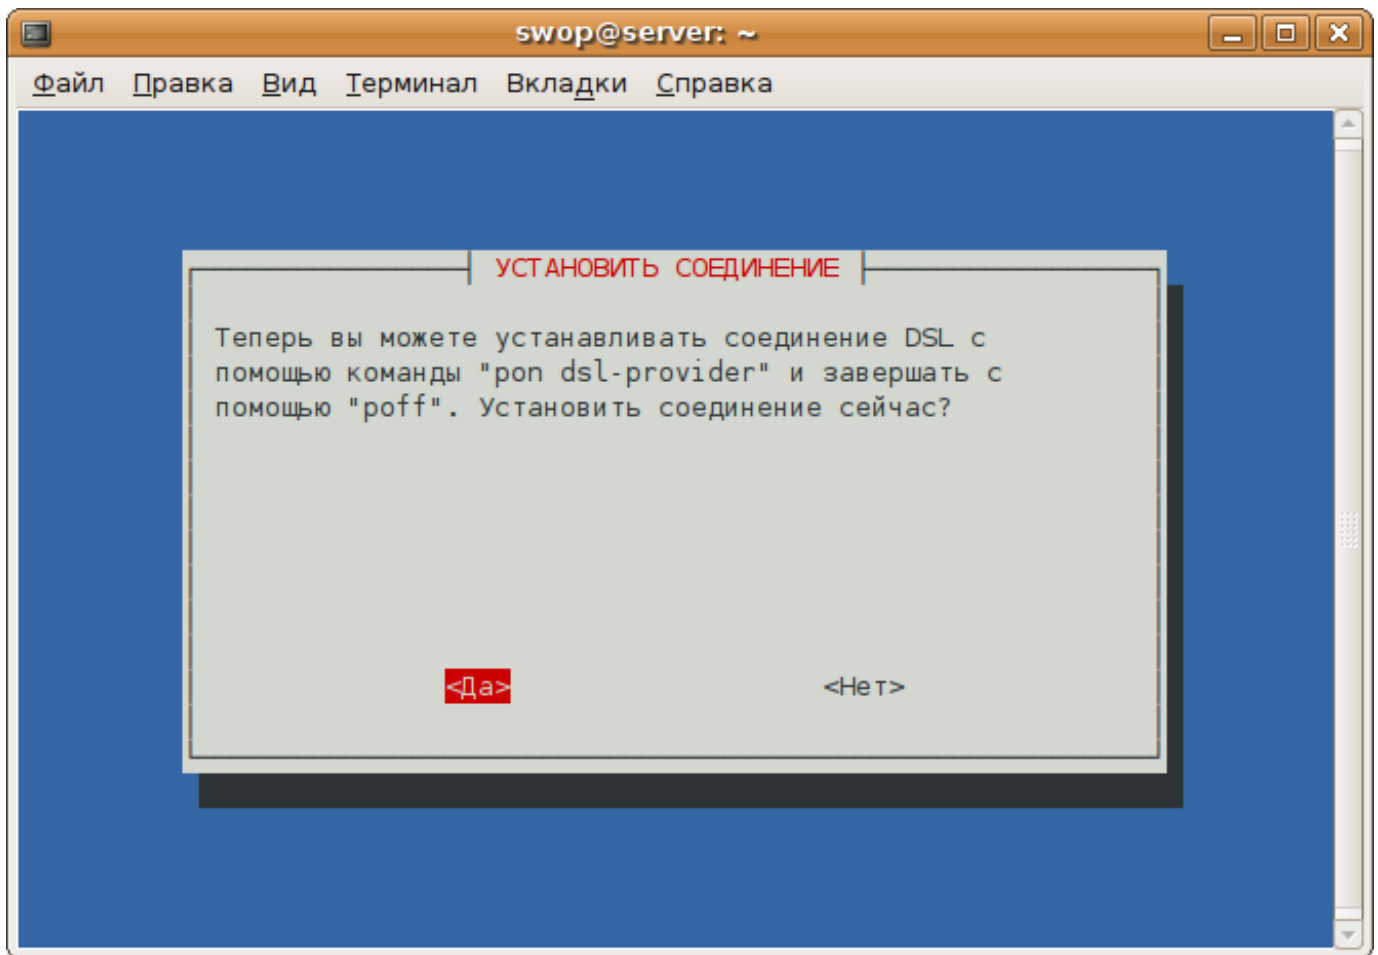 swop@server: ~
Файл Правка Вид Терминал Вкладки Справка
УСТАНОВИТЬ СОЕДИНЕНИЕ
Теперь вы можете устанавливать соединение DSL с
помощью команды "pon dsl-provider" и завершать с
помощью "poff". Установить соединение сейчас?
<Да> <Нет>